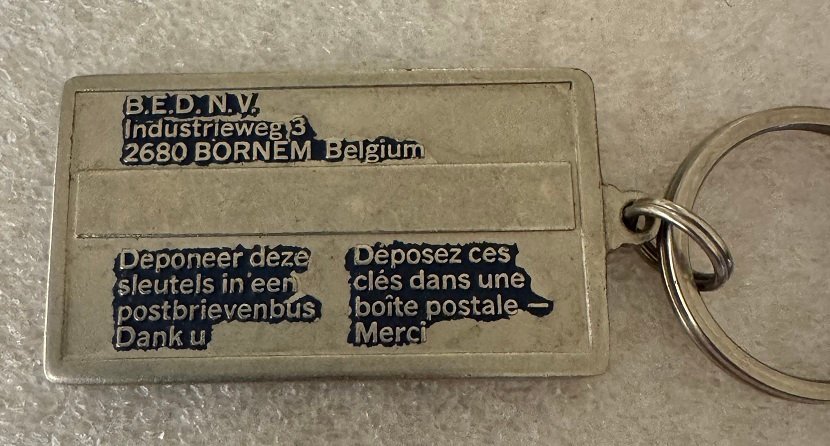 B.E.D. N.V.
Industrieweg 3
2680 BORNEM Belgium
Deponeer deze
sleutels in een
postbrievenbus
Dank u
Déposez ces
clés dans une
boîte postale —
Merci